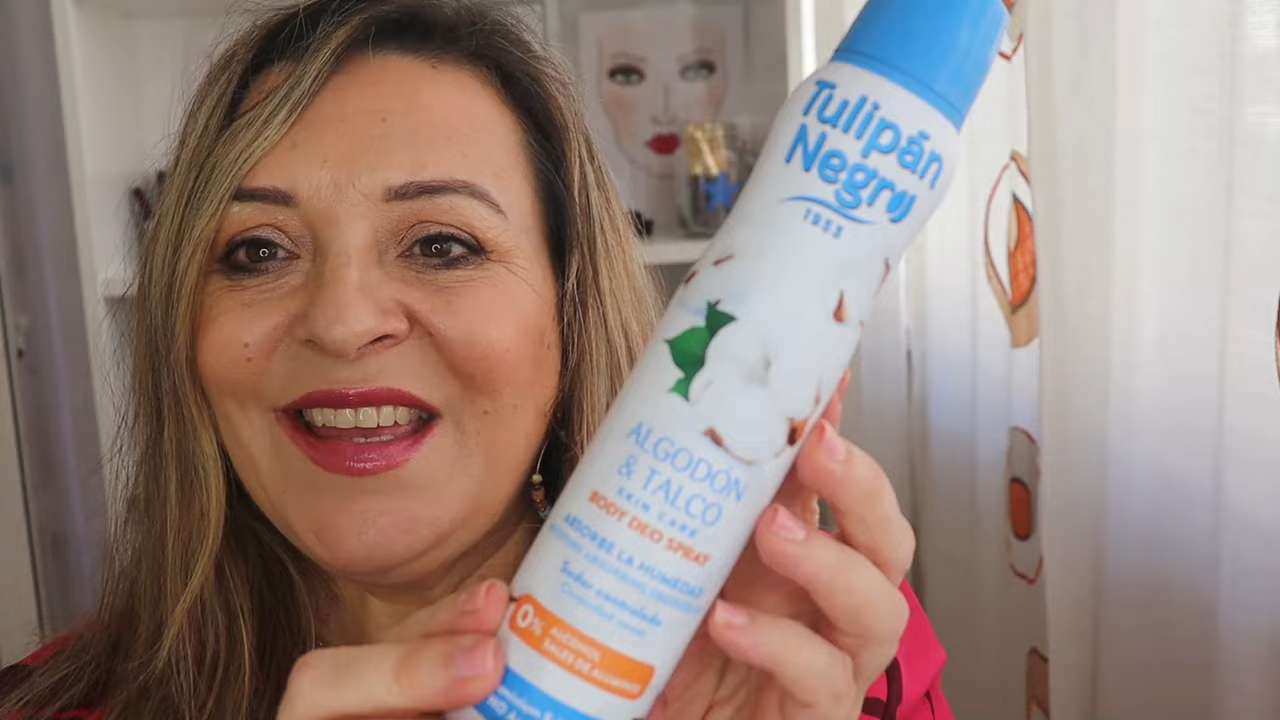 Tulipán
Negro
1953
ALGODÓN
& TALCO
SKIN CARE
BODY DEO SPRAY
ABSORBE LA HUMEDAD
Sudor controlado
0% ALCOHOL
SALES DE ALUMINIO